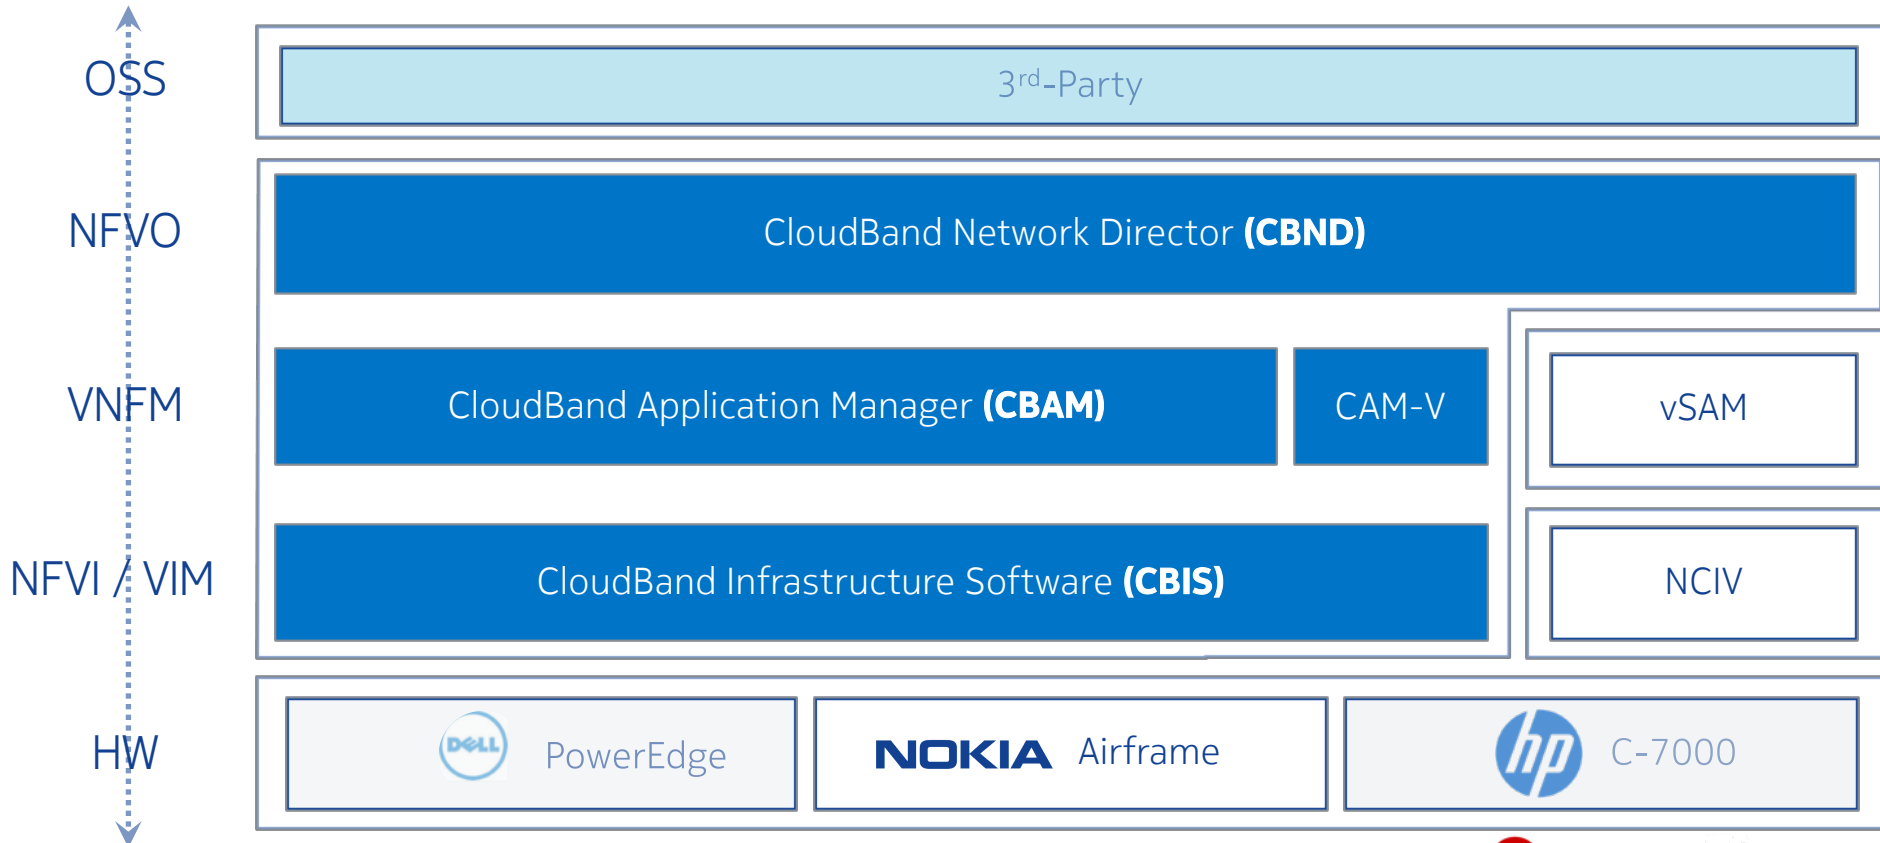 OSS
3rd-Party
NFVO
CloudBand Network Director (CBND)
VNFM
CloudBand Application Manager (CBAM)
CAM-V
vSAM
NFVI / VIM
CloudBand Infrastructure Software (CBIS)
NCIV
HW
DELL PowerEdge
NOKIA Airframe
hp C-7000